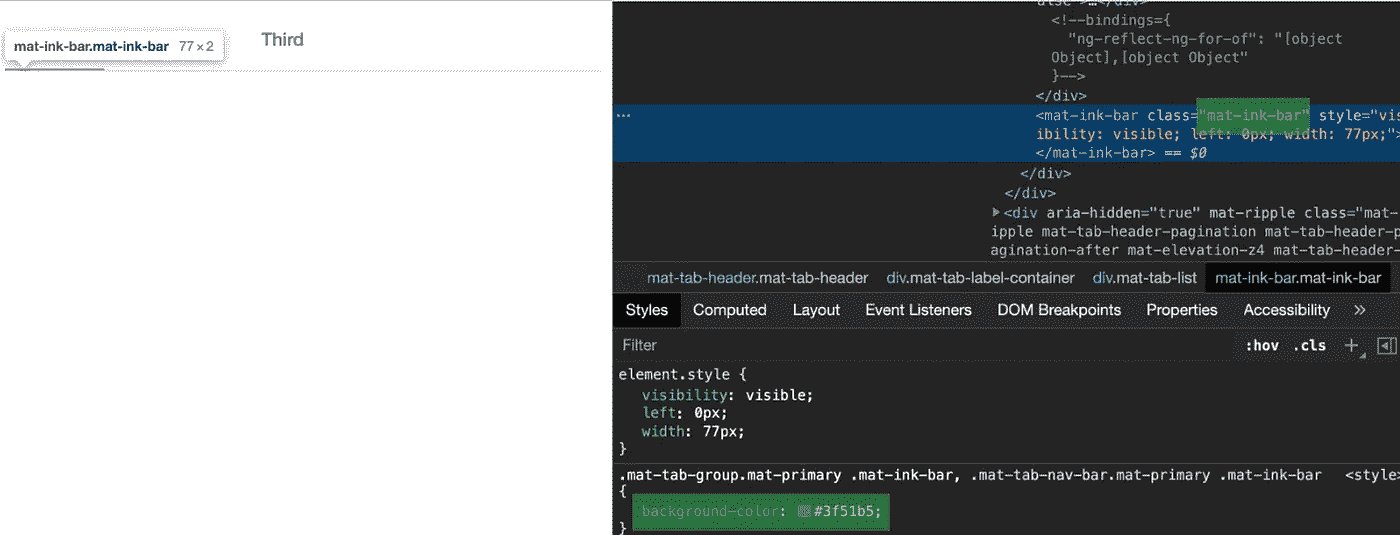 mat-ink-bar.mat-ink-bar 77 × 2
Third
<!--bindings={
"ng-reflect-ng-for-of": "[object
Object],[object Object"
}-->
</div>
<mat-ink-bar class="mat-ink-bar" style="vis
ibility: visible; left: 0px; width: 77px;">
</mat-ink-bar> == $0
</div>
</div>
<div aria-hidden="true" mat-ripple class="mat-
ipple mat-tab-header-pagination mat-tab-header-p
agination-after mat-elevation-z4 mat-tab-header-
mat-tab-header.mat-tab-header div.mat-tab-label-container div.mat-tab-list mat-ink-bar.mat-ink-bar
Styles Computed Layout Event Listeners DOM Breakpoints Properties Accessibility »
Filter :hov .cls +
element.style {
visibility: visible;
left: 0px;
width: 77px;
}
.mat-tab-group.mat-primary .mat-ink-bar, .mat-tab-nav-bar.mat-primary .mat-ink-bar <style>
{
background-color: #3f51b5;
}